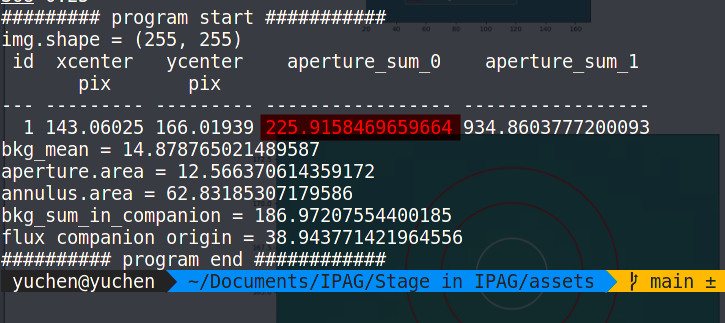 ######### program start ###########
img.shape = (255, 255)
id xcenter ycenter aperture_sum_0 aperture_sum_1
pix pix
--- --------- --------- ----------------- -----------------
1 143.06025 166.01939 225.9158469659664 934.8603777200093
bkg_mean = 14.878765021489587
aperture.area = 12.566370614359172
annulus.area = 62.83185307179586
bkg_sum_in_companion = 186.97207554400185
flux companion origin = 38.943771421964556
########## program end ############
yuchen@yuchen ~/Documents/IPAG/Stage in IPAG/assets main ±